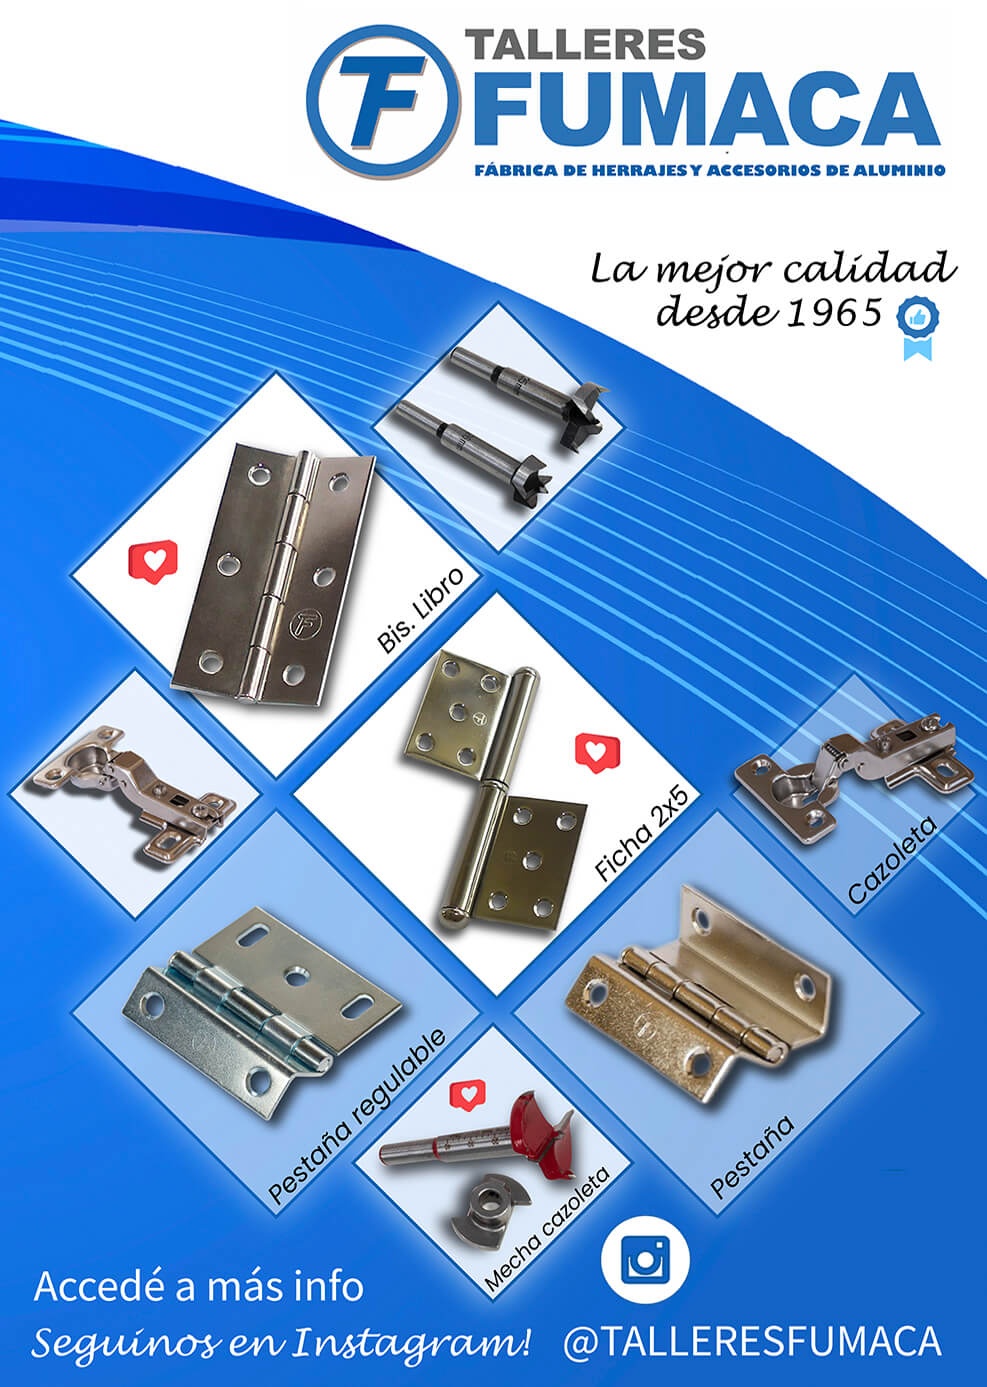 TALLERES
FUMACA
FÁBRICA DE HERRAJES Y ACCESORIOS DE ALUMINIO
La mejor calidad
desde 1965
Bis. Libro
Ficha 2x5
Cazoleta
Pestaña regulable
Pestaña
Mecha cazoleta
Accedé a más info
Seguinos en Instagram! @TALLERESFUMACA